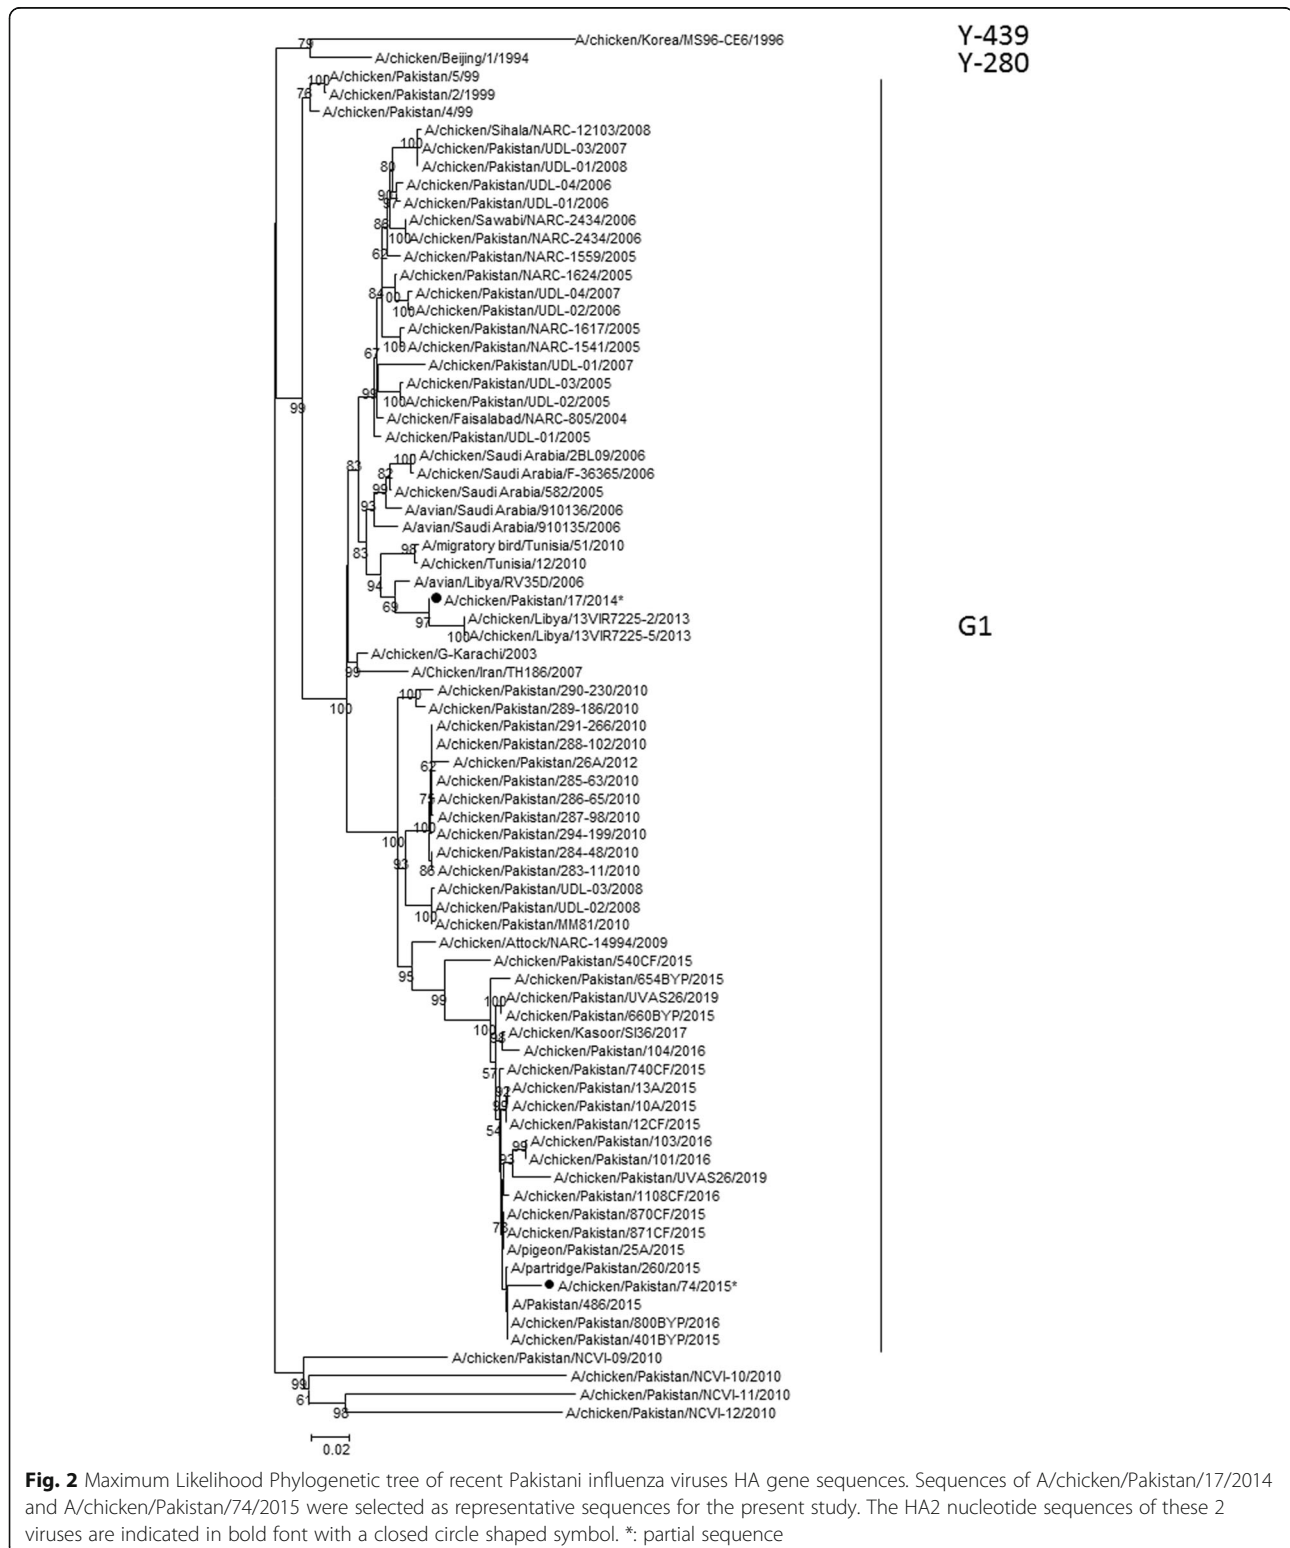 79
A/chicken/Korea/MS96-CE6/1996
Y-439
A/chicken/Beijing/1/1994
Y-280
100
A/chicken/Pakistan/5/99
76
A/chicken/Pakistan/2/1999
A/chicken/Pakistan/4/99
A/chicken/Sihala/NARC-12103/2008
100
A/chicken/Pakistan/UDL-03/2007
80
A/chicken/Pakistan/UDL-01/2008
A/chicken/Pakistan/UDL-04/2006
90
97
A/chicken/Pakistan/UDL-01/2006
A/chicken/Sawabi/NARC-2434/2006
86
100
A/chicken/Pakistan/NARC-2434/2006
62
A/chicken/Pakistan/NARC-1559/2005
A/chicken/Pakistan/NARC-1624/2005
84
100
A/chicken/Pakistan/UDL-04/2007
100
A/chicken/Pakistan/UDL-02/2006
A/chicken/Pakistan/NARC-1617/2005
100
A/chicken/Pakistan/NARC-1541/2005
67
A/chicken/Pakistan/UDL-01/2007
A/chicken/Pakistan/UDL-03/2005
99
100
A/chicken/Pakistan/UDL-02/2005
99
A/chicken/Faisalabad/NARC-805/2004
A/chicken/Pakistan/UDL-01/2005
100
A/chicken/Saudi Arabia/2BL09/2006
83
82
A/chicken/Saudi Arabia/F-36365/2006
99
A/chicken/Saudi Arabia/582/2005
93
A/avian/Saudi Arabia/910136/2006
A/avian/Saudi Arabia/910135/2006
83
98
A/migratory bird/Tunisia/51/2010
A/chicken/Tunisia/12/2010
94
A/avian/Libya/RV35D/2006
69
A/chicken/Pakistan/17/2014*
97
A/chicken/Libya/13VIR7225-2/2013
G1
100
A/chicken/Libya/13VIR7225-5/2013
A/chicken/G-Karachi/2003
99
A/Chicken/Iran/TH186/2007
100
100
A/chicken/Pakistan/290-230/2010
A/chicken/Pakistan/289-186/2010
A/chicken/Pakistan/291-266/2010
A/chicken/Pakistan/288-102/2010
62
A/chicken/Pakistan/26A/2012
A/chicken/Pakistan/285-63/2010
75
A/chicken/Pakistan/286-65/2010
A/chicken/Pakistan/287-98/2010
100
A/chicken/Pakistan/294-199/2010
100
A/chicken/Pakistan/284-48/2010
93
86
A/chicken/Pakistan/283-11/2010
A/chicken/Pakistan/UDL-03/2008
A/chicken/Pakistan/UDL-02/2008
100
A/chicken/Pakistan/MM81/2010
A/chicken/Attock/NARC-14994/2009
A/chicken/Pakistan/540CF/2015
95
A/chicken/Pakistan/654BYP/2015
99
100
A/chicken/Pakistan/UVAS26/2019
A/chicken/Pakistan/660BYP/2015
100
98
A/chicken/Kasoor/SI36/2017
A/chicken/Pakistan/104/2016
57
A/chicken/Pakistan/740CF/2015
92
A/chicken/Pakistan/13A/2015
99
A/chicken/Pakistan/10A/2015
54
A/chicken/Pakistan/12CF/2015
99
A/chicken/Pakistan/103/2016
93
A/chicken/Pakistan/101/2016
A/chicken/Pakistan/UVAS26/2019
A/chicken/Pakistan/1108CF/2016
A/chicken/Pakistan/870CF/2015
73
A/chicken/Pakistan/871CF/2015
A/pigeon/Pakistan/25A/2015
A/partridge/Pakistan/260/2015
A/chicken/Pakistan/74/2015*
A/Pakistan/486/2015
A/chicken/Pakistan/800BYP/2016
A/chicken/Pakistan/401BYP/2015
A/chicken/Pakistan/NCVI-09/2010
99
A/chicken/Pakistan/NCVI-10/2010
61
A/chicken/Pakistan/NCVI-11/2010
98
A/chicken/Pakistan/NCVI-12/2010
0.02
Fig. 2 Maximum Likelihood Phylogenetic tree of recent Pakistani influenza viruses HA gene sequences. Sequences of A/chicken/Pakistan/17/2014
and A/chicken/Pakistan/74/2015 were selected as representative sequences for the present study. The HA2 nucleotide sequences of these 2
viruses are indicated in bold font with a closed circle shaped symbol. *: partial sequence